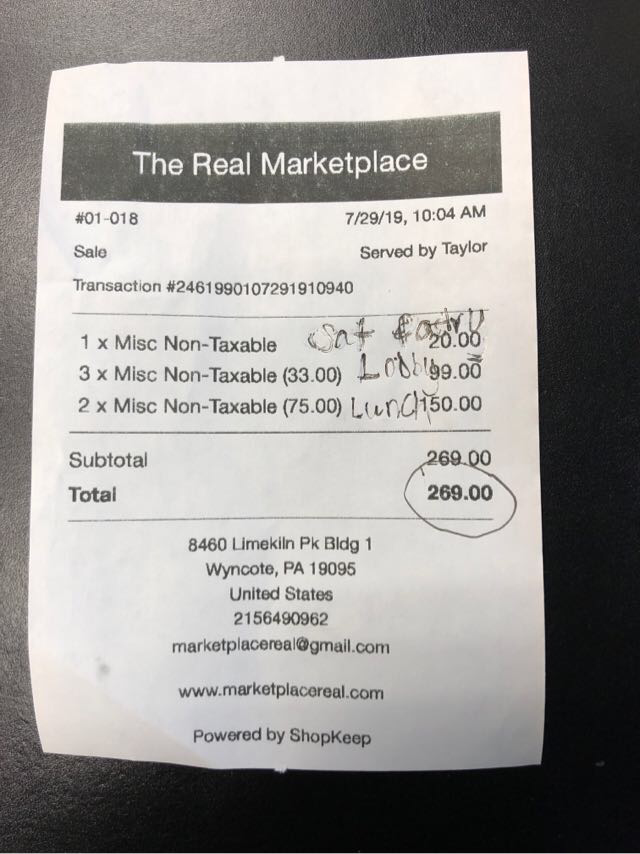 The Real Marketplace
#01-018 7/29/19, 10:04 AM
Sale Served by Taylor
Transaction #2461990107291910940
1 x Misc Non-Taxable Sat 20.00
3 x Misc Non-Taxable (33.00) Lobby 99.00
2 x Misc Non-Taxable (75.00) Lunch 150.00
Subtotal 269.00
Total 269.00
8460 Limekiln Pk Bldg 1
Wyncote, PA 19095
United States
2156490962
marketplacereal@gmail.com
www.marketplacereal.com
Powered by ShopKeep